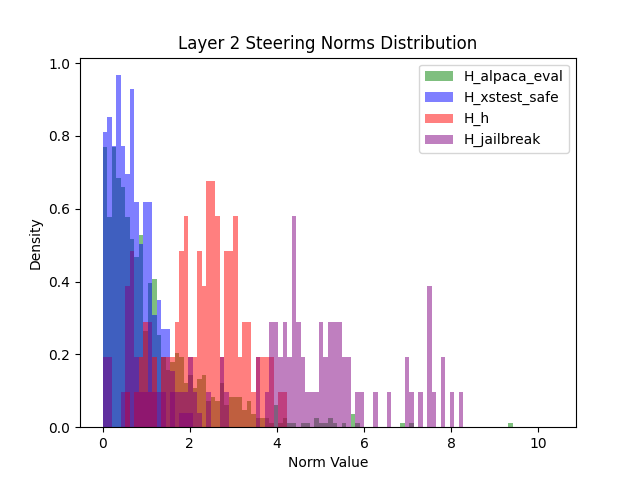 Layer 2 Steering Norms Distribution
H_alpaca_eval
H_xstest_safe
H_h
H_jailbreak
Density
1.0
0.8
0.6
0.4
0.2
0.0
0 2 4 6 8 10
Norm Value